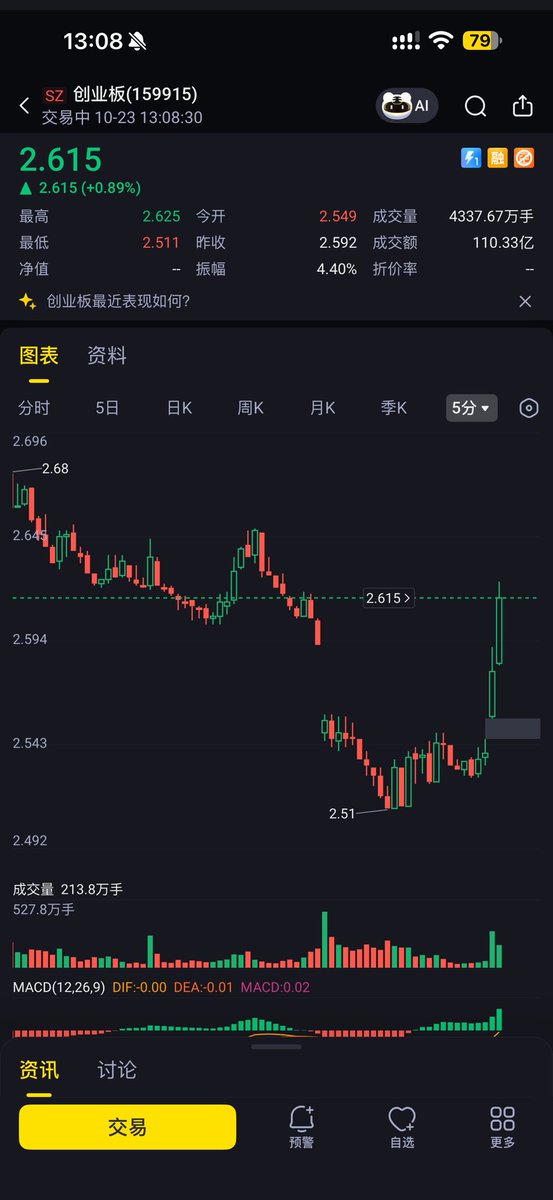 13:08 79
SZ 创业板(159915)
交易中 10-23 13:08:30
AI
2.615
1 融
▲ 2.615 (+0.89%)
最高 2.625 今开 2.549 成交量 4337.67万手
最低 2.511 昨收 2.592 成交额 110.33亿
净值 -- 振幅 4.40% 折价率 --
创业板最近表现如何?
图表 资料
分时 5日 日K 周K 月K 季K 5分
2.696
2.68
2.645
2.615
2.594
2.543
2.51
2.492
成交量 213.8万手
527.8万手
MACD(12,26,9) DIF:-0.00 DEA:-0.01 MACD:0.02
资讯 讨论
交易 预警 自选 更多